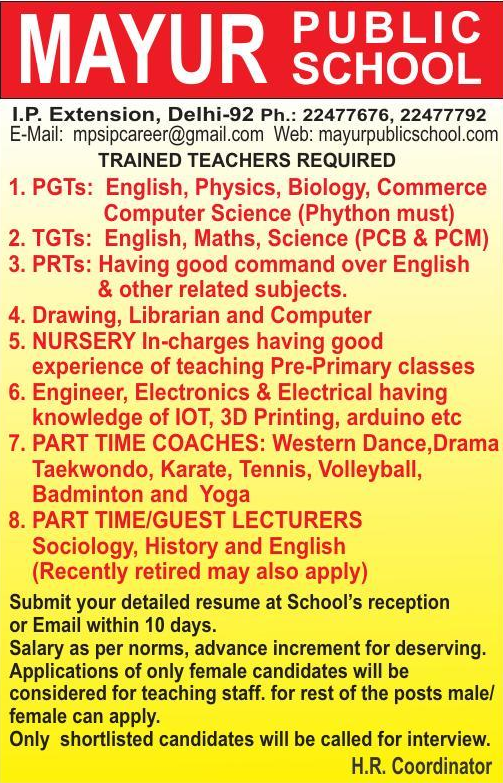 MAYUR PUBLIC SCHOOL
I.P. Extension, Delhi-92 Ph.: 22477676, 22477792
E-Mail: mpsipcareer@gmail.com Web: mayurpublicschool.com
TRAINED TEACHERS REQUIRED
1. PGTs: English, Physics, Biology, Commerce
Computer Science (Phython must)
2. TGTs: English, Maths, Science (PCB & PCM)
3. PRTs: Having good command over English
& other related subjects.
4. Drawing, Librarian and Computer
5. NURSERY In-charges having good
experience of teaching Pre-Primary classes
6. Engineer, Electronics & Electrical having
knowledge of IOT, 3D Printing, arduino etc
7. PART TIME COACHES: Western Dance,Drama
Taekwondo, Karate, Tennis, Volleyball,
Badminton and Yoga
8. PART TIME/GUEST LECTURERS
Sociology, History and English
(Recently retired may also apply)
Submit your detailed resume at School's reception
or Email within 10 days.
Salary as per norms, advance increment for deserving.
Applications of only female candidates will be
considered for teaching staff. for rest of the posts male/
female can apply.
Only shortlisted candidates will be called for interview.
H.R. Coordinator